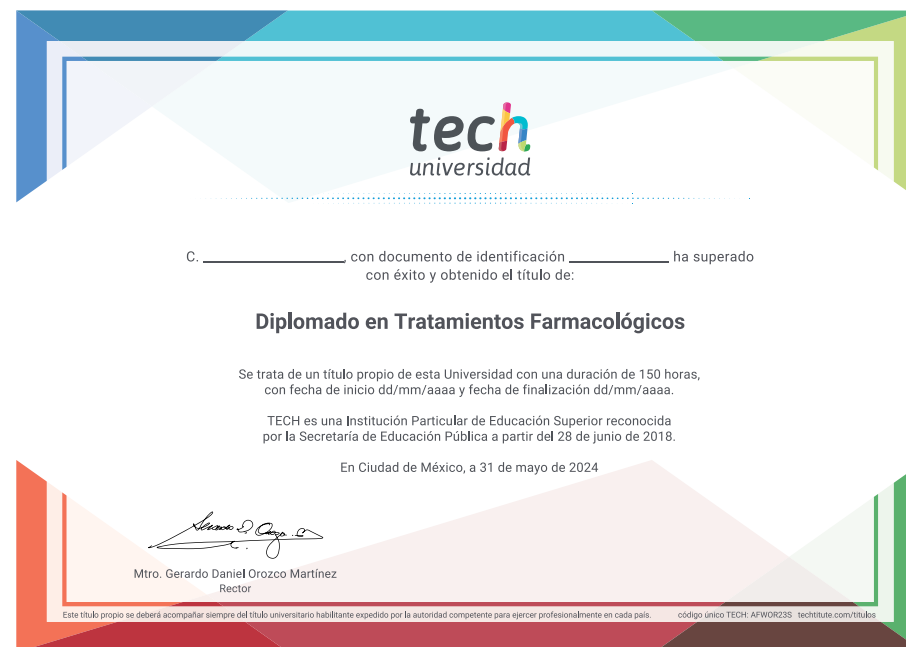 tech
universidad
C. ____________________, con documento de identificación ______________ ha superado
con éxito y obtenido el título de:
Diplomado en Tratamientos Farmacológicos
Se trata de un título propio de esta Universidad con una duración de 150 horas,
con fecha de inicio dd/mm/aaaa y fecha de finalización dd/mm/aaaa.
TECH es una Institución Particular de Educación Superior reconocida
por la Secretaría de Educación Pública a partir del 28 de junio de 2018.
En Ciudad de México, a 31 de mayo de 2024
Mtro. Gerardo Daniel Orozco Martínez
Rector
Este título propio se deberá acompañar siempre del título universitario habilitante expedido por la autoridad competente para ejercer profesionalmente en cada país. código único TECH: AFWOR23S techtitute.com/titulos